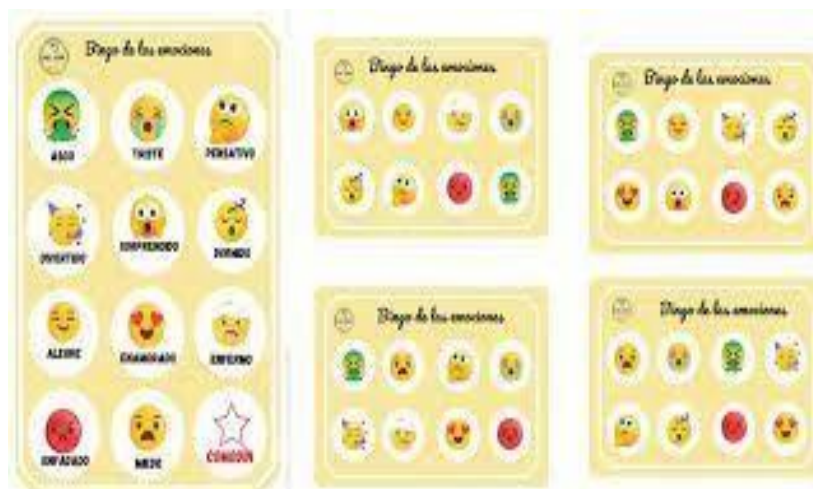 Bingo de las emociones
ASCO TRISTE PENSATIVO
DIVERTIDO SORPRENDIDO DORMIDO
ALEGRE ENAMORADO ENFERMO
ENFADADO MIEDO COMODÍN
Bingo de las emociones
Bingo de las emociones
Bingo de las emociones
Bingo de las emociones